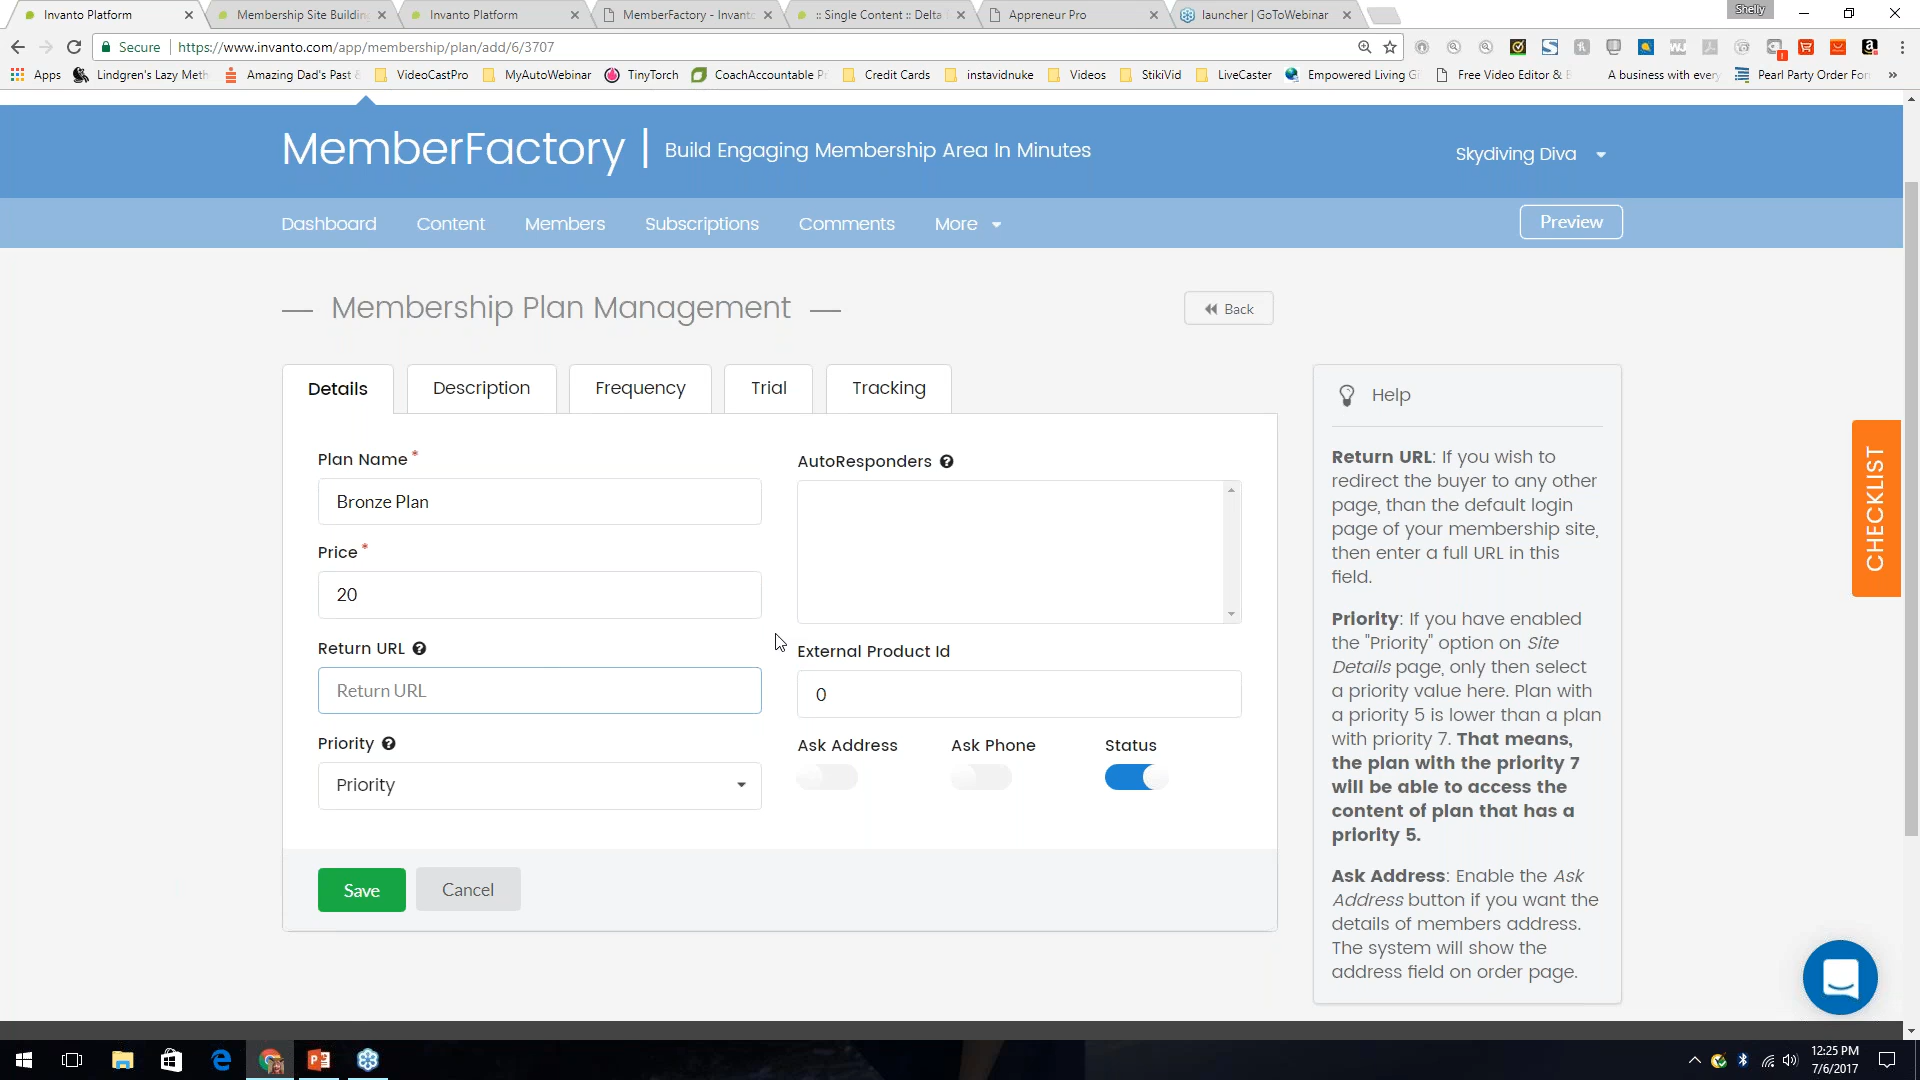 Invanto Platform
Membership Site Building
Invanto Platform
MemberFactory - Invant
:: Single Content :: Delta
Appreneur Pro
launcher | GoToWebinar
Shelly
Secure
https://www.invanto.com/app/membership/plan/add/6/3707
Apps
Lindgren's Lazy Meth
Amazing Dad's Past
VideoCastPro
MyAutoWebinar
TinyTorch
CoachAccountable P
Credit Cards
instavidnuke
Videos
StikiVid
LiveCaster
Empowered Living G
Free Video Editor &
A business with every
Pearl Party Order For
»
MemberFactory | Build Engaging Membership Area In Minutes
Skydiving Diva
Dashboard
Content
Members
Subscriptions
Comments
More
Preview
Membership Plan Management
Back
Details
Description
Frequency
Trial
Tracking
Plan Name *
Bronze Plan
Price *
20
Return URL ?
Return URL
Priority ?
Priority
AutoResponders ?
External Product Id
0
Ask Address
Ask Phone
Status
Save
Cancel
Help
Return URL: If you wish to
redirect the buyer to any other
page, than the default login
page of your membership site,
then enter a full URL in this
field.
Priority: If you have enabled
the "Priority" option on Site
Details page, only then select
a priority value here. Plan with
a priority 5 is lower than a plan
with priority 7. That means,
the plan with the priority 7
will be able to access the
content of plan that has a
priority 5.
Ask Address: Enable the Ask
Address button if you want the
details of members address.
The system will show the
address field on order page.
CHECKLIST
12:25 PM
7/6/2017